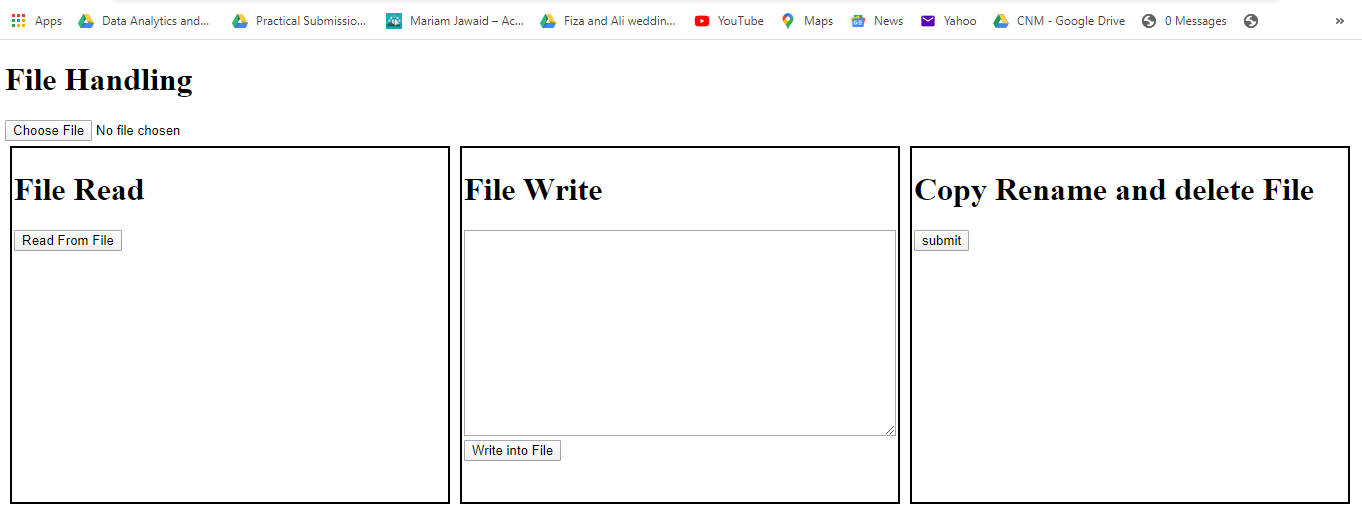 Apps Data Analytics and... Practical Submissio... Mariam Jawaid – Ac... Fiza and Ali weddin... YouTube Maps News Yahoo CNM - Google Drive 0 Messages »
File Handling
Choose File No file chosen
File Read
Read From File
File Write
Write into File
Copy Rename and delete File
submit